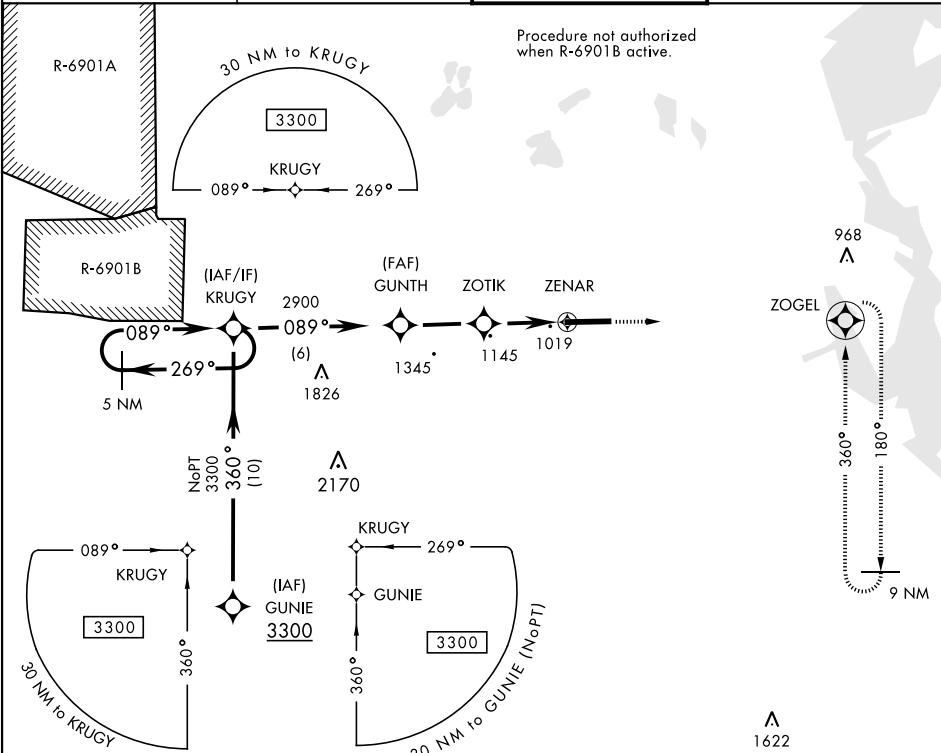 Procedure not authorized
when R-6901B active.
R-6901A
30 NM to KRUGY
3300
KRUGY
089°
269°
R-6901B
(IAF/IF)
KRUGY
089°
269°
5 NM
2900
089°
(6)
1826
(FAF)
GUNTH
1345
ZOTIK
1145
ZENAR
1019
968
ZOGEL
360°
180°
9 NM
NoPT
3300
360°
(10)
2170
089°
KRUGY
3300
360°
30 NM to KRUGY
(IAF)
GUNIE
3300
KRUGY
269°
GUNIE
3300
360°
30 NM to GUNIE (NoPT)
1622